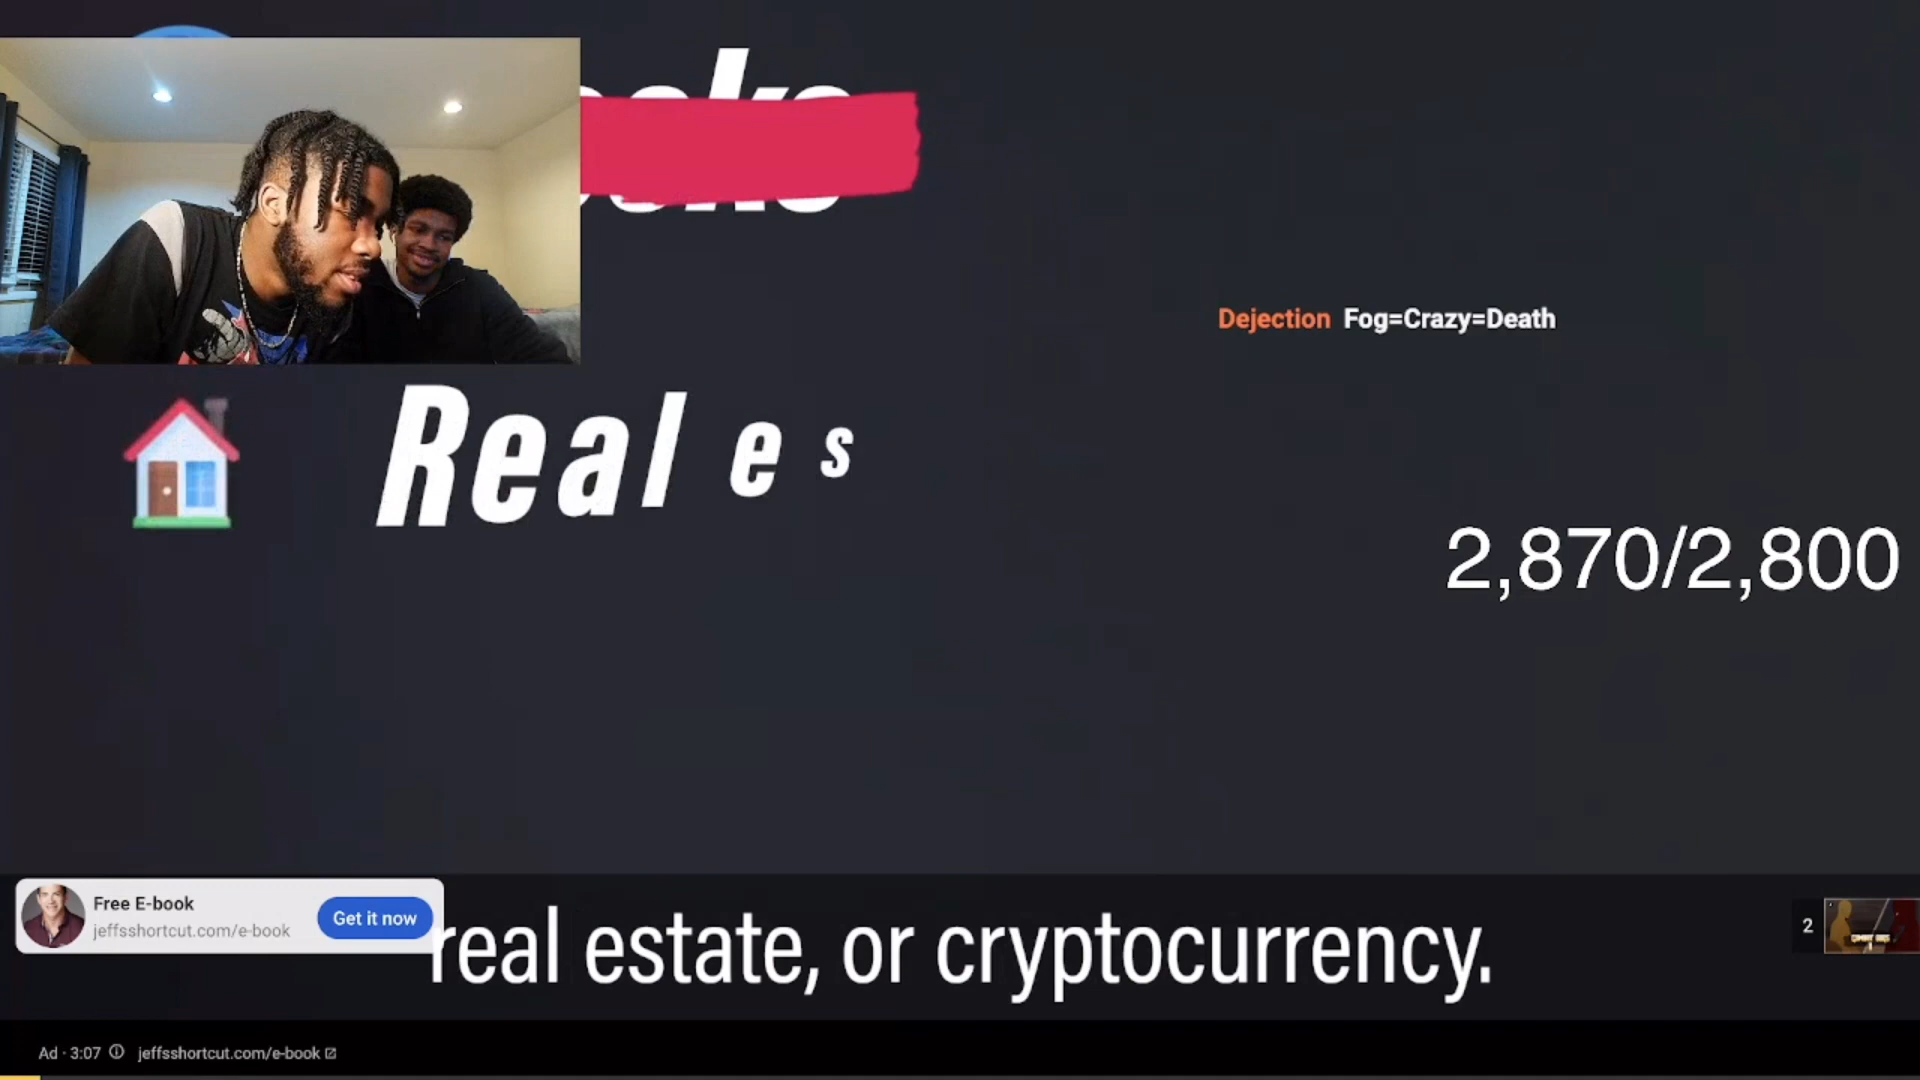 Dejection Fog=Crazy=Death
Real es
2,870/2,800
Free E-book
jeffsshortcut.com/e-book
Get it now
real estate, or cryptocurrency.
2
Ad · 3:07 jeffsshortcut.com/e-book